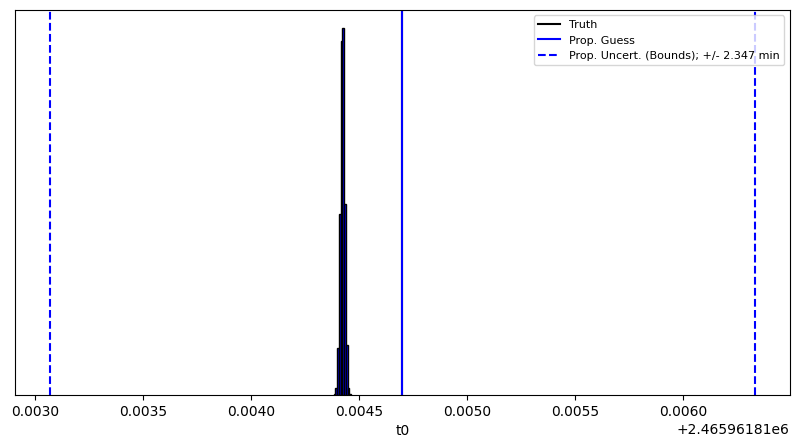 Truth
Prop. Guess
Prop. Uncert. (Bounds); +/- 2.347 min
0.0030 0.0035 0.0040 0.0045 0.0050 0.0055 0.0060
+2.46596181e6
t0